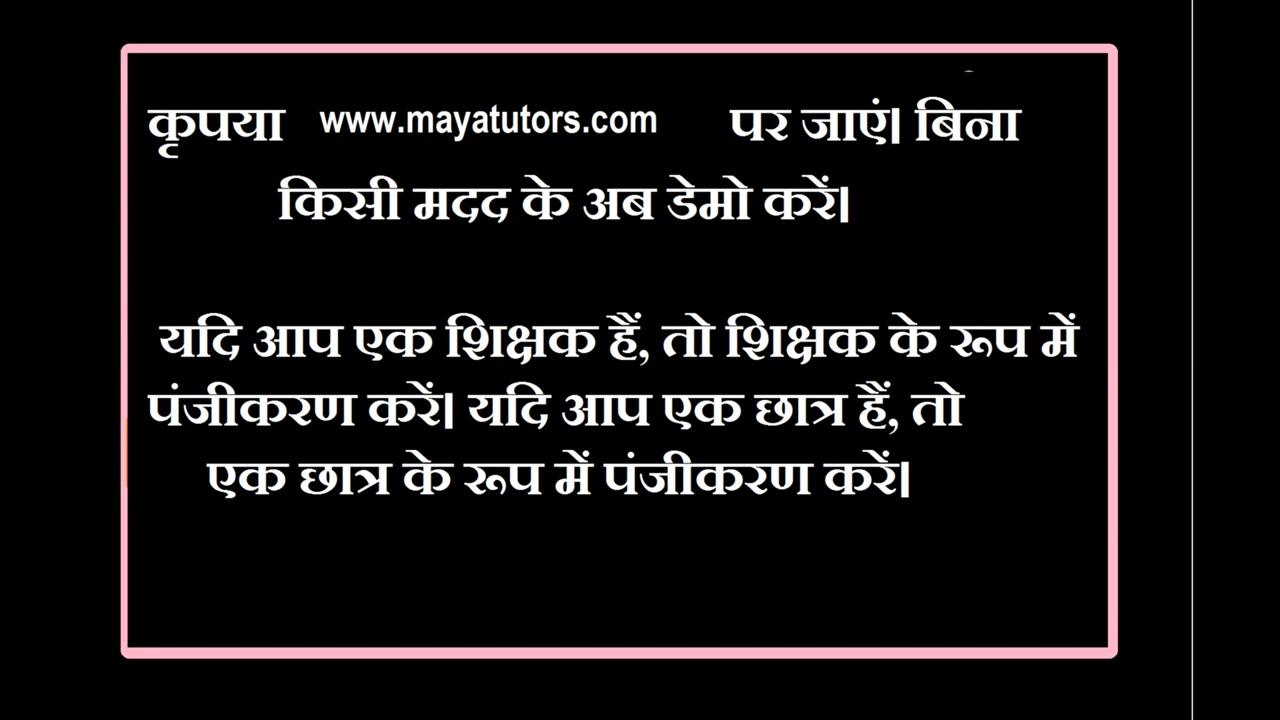 कृपया www.mayatutors.com पर जाएं। बिना
किसी मदद के अब डेमो करें।
यदि आप एक शिक्षक हैं, तो शिक्षक के रूप में
पंजीकरण करें। यदि आप एक छात्र हैं, तो
एक छात्र के रूप में पंजीकरण करें।